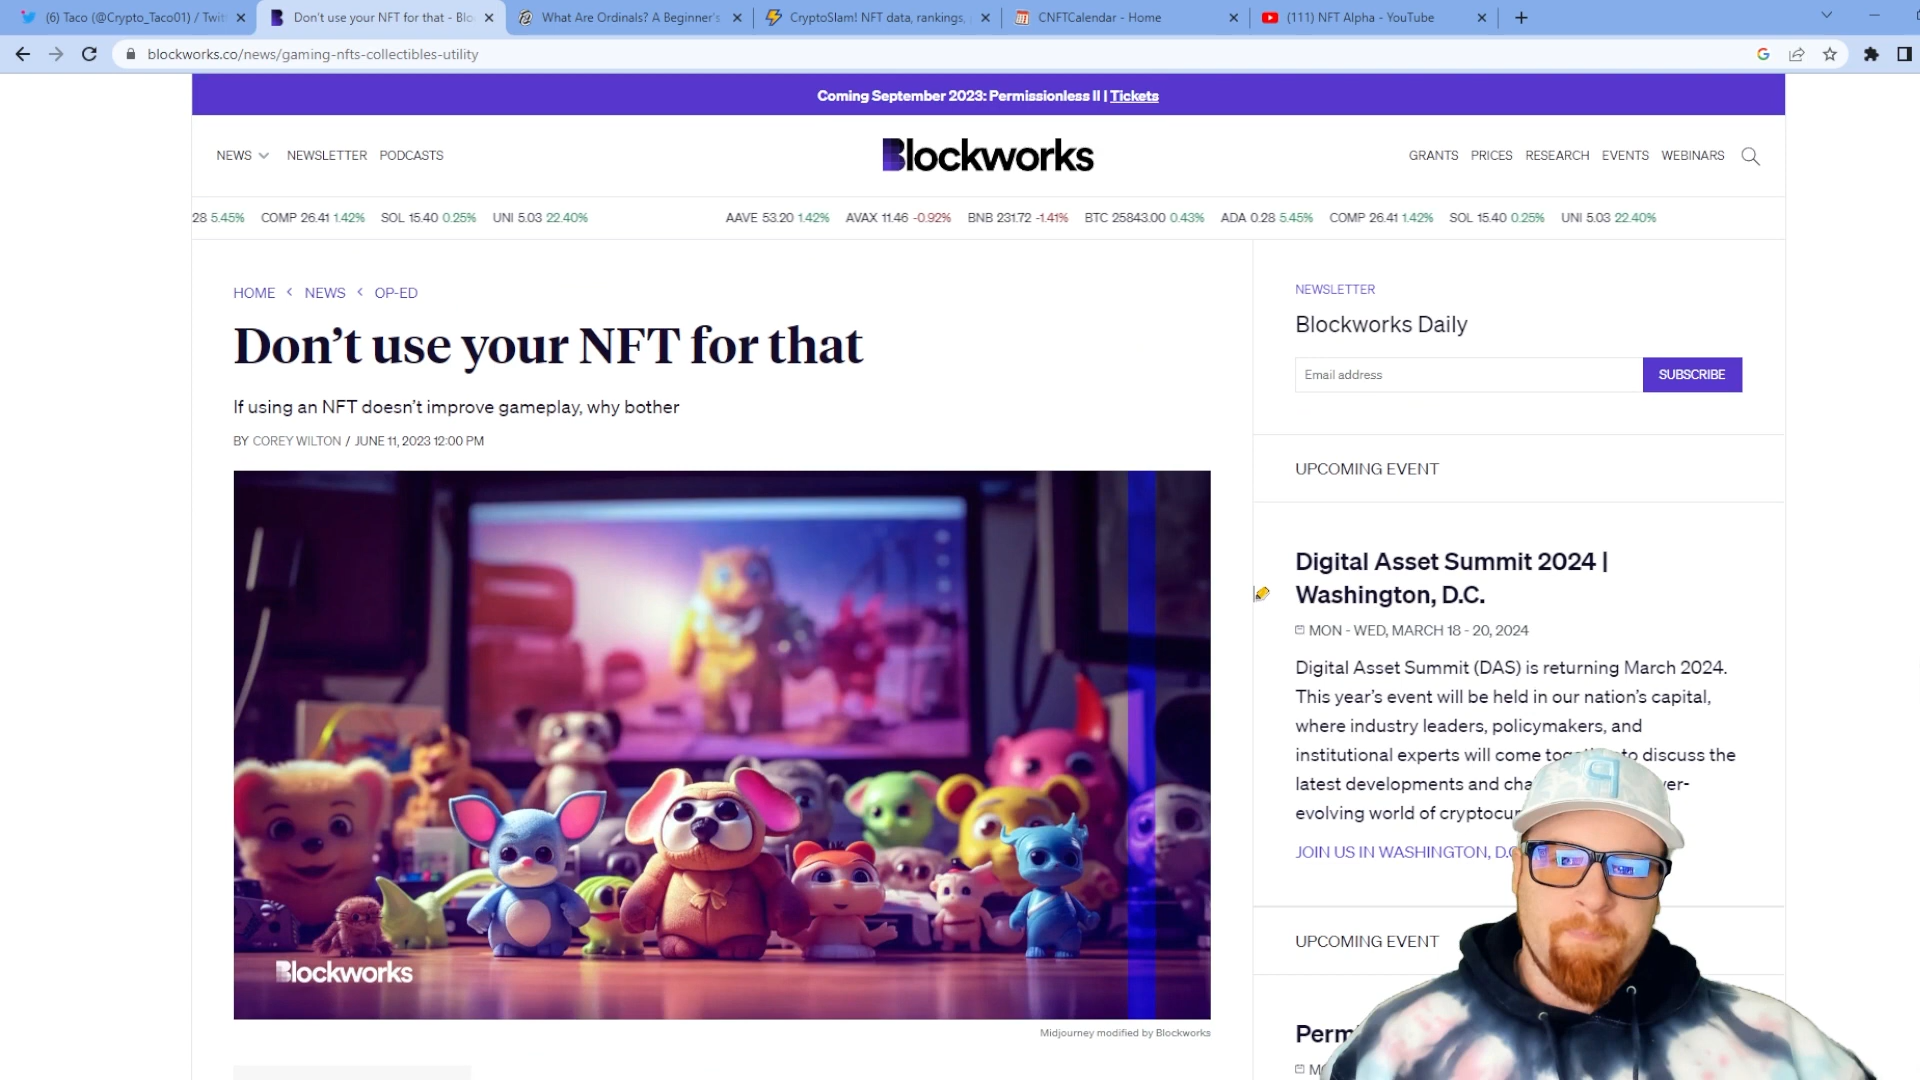 (6) Taco (@Crypto_Taco01) / Twit
Don't use your NFT for that - Blo
What Are Ordinals? A Beginner's
CryptoSlam! NFT data, rankings,
CNFTCalendar - Home
(111) NFT Alpha - YouTube
blockworks.co/news/gaming-nfts-collectibles-utility
Coming September 2023: Permissionless II | Tickets
NEWS NEWSLETTER PODCASTS
Blockworks
GRANTS PRICES RESEARCH EVENTS WEBINARS
28 5.45% COMP 26.41 1.42% SOL 15.40 0.25% UNI 5.03 22.40% AAVE 53.20 1.42% AVAX 11.46 -0.92% BNB 231.72 -1.41% BTC 25843.00 0.43% ADA 0.28 5.45% COMP 26.41 1.42% SOL 15.40 0.25% UNI 5.03 22.40%
HOME < NEWS < OP-ED
Don't use your NFT for that
If using an NFT doesn't improve gameplay, why bother
BY COREY WILTON / JUNE 11, 2023 12:00 PM
Blockworks
Midjourney modified by Blockworks
NEWSLETTER
Blockworks Daily
Email address
SUBSCRIBE
UPCOMING EVENT
Digital Asset Summit 2024 |
Washington, D.C.
MON - WED, MARCH 18 - 20, 2024
Digital Asset Summit (DAS) is returning March 2024.
This year's event will be held in our nation's capital,
where industry leaders, policymakers, and
institutional experts will come to discuss the
latest developments and cha er-
evolving world of cryptocur
JOIN US IN WASHINGTON, D.C
UPCOMING EVENT
Perm